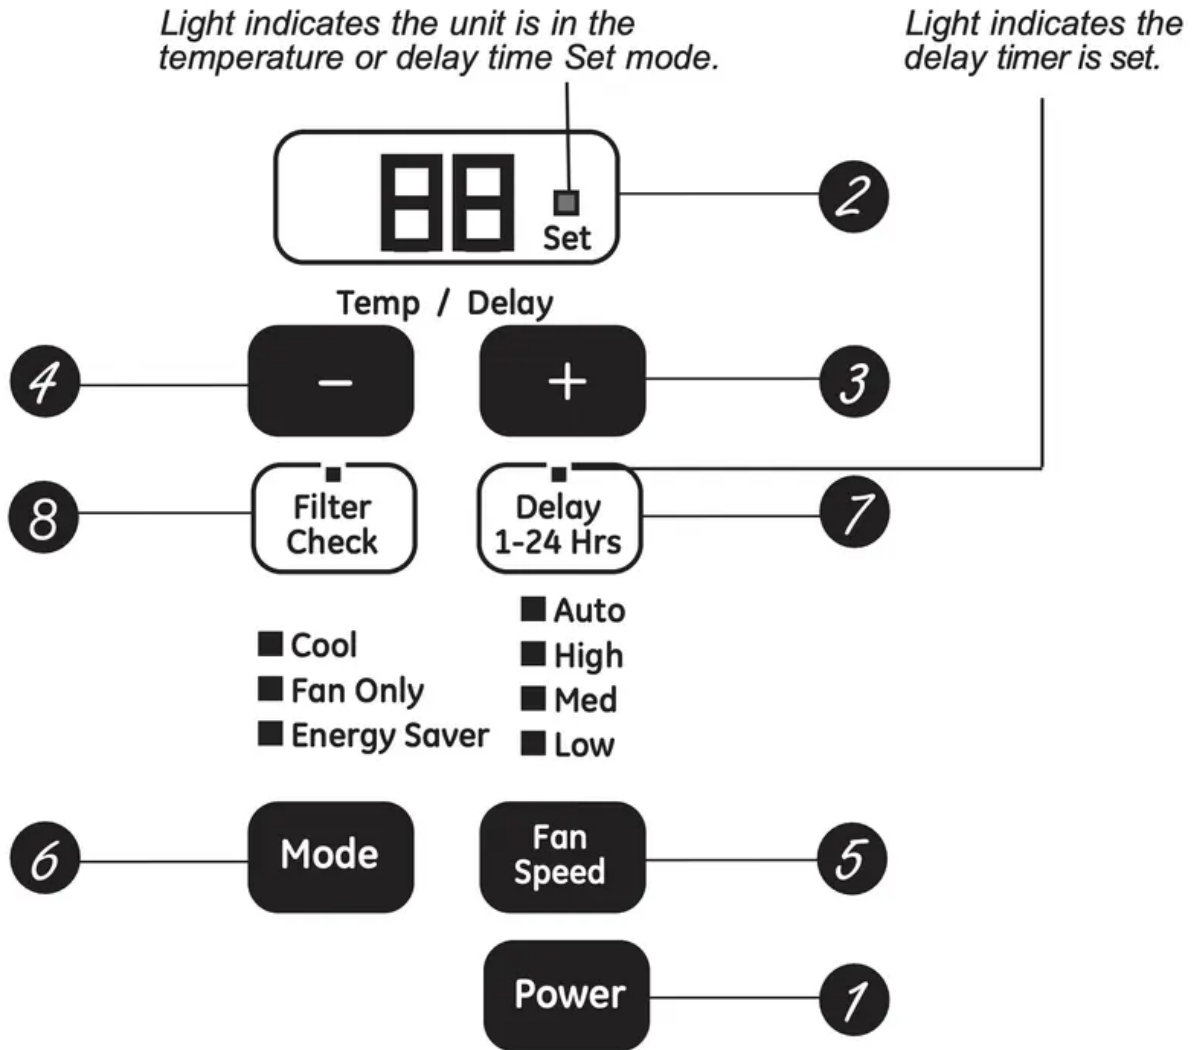 Light indicates the unit is in the
temperature or delay time Set mode.
Light indicates the
delay timer is set.
88
Set
2
Temp / Delay
4
−
+
3
8
Filter
Check
Delay
1-24 Hrs
7
Cool
Fan Only
Energy Saver
Auto
High
Med
Low
6
Mode
Fan
Speed
5
Power
1